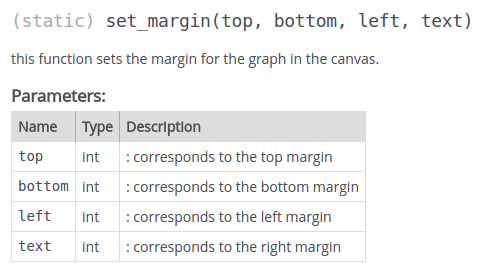 (static) set_margin(top, bottom, left, text)
this function sets the margin for the graph in the canvas.
Parameters:
Name Type Description
top int : corresponds to the top margin
bottom int : corresponds to the bottom margin
left int : corresponds to the left margin
text int : corresponds to the right margin